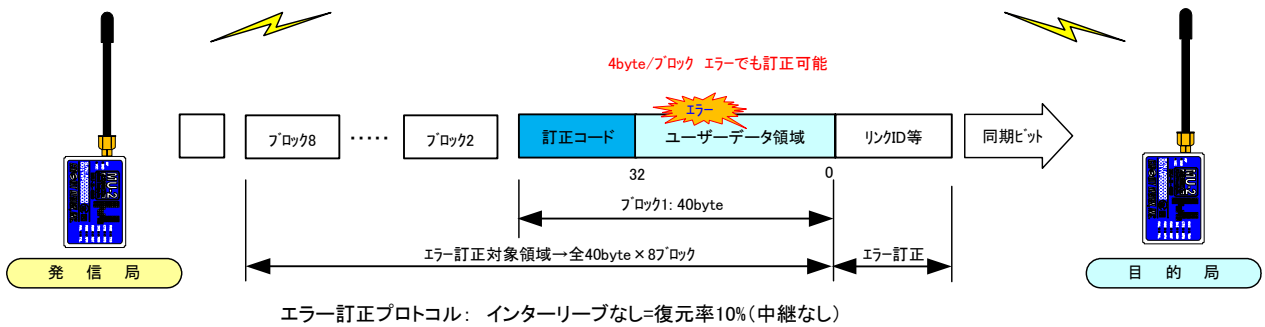 4byte/ブロック エラーでも訂正可能
エラー
ブロック8
・・・・・
ブロック2
訂正コード
ユーザーデータ領域
リンクID等
同期ビット
32
0
ブロック1: 40byte
エラー訂正対象領域→全40byte×8ブロック
エラー訂正
MU-2
MU-2
発 信 局
目 的 局
エラー訂正プロトコル: インターリーブなし=復元率10%(中継なし)